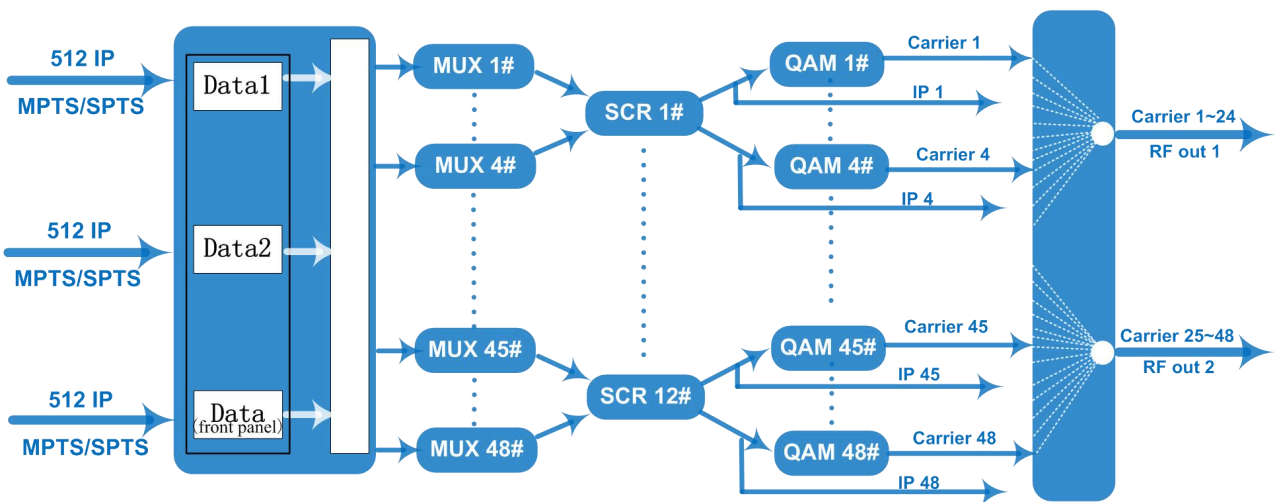 512 IP
MPTS/SPTS
512 IP
MPTS/SPTS
512 IP
MPTS/SPTS
Data1
Data2
Data
(front panel)
MUX 1#
MUX 4#
MUX 45#
MUX 48#
SCR 1#
SCR 12#
QAM 1#
Carrier 1
IP 1
QAM 4#
Carrier 4
IP 4
QAM 45#
Carrier 45
IP 45
QAM 48#
Carrier 48
IP 48
Carrier 1~24
RF out 1
Carrier 25~48
RF out 2